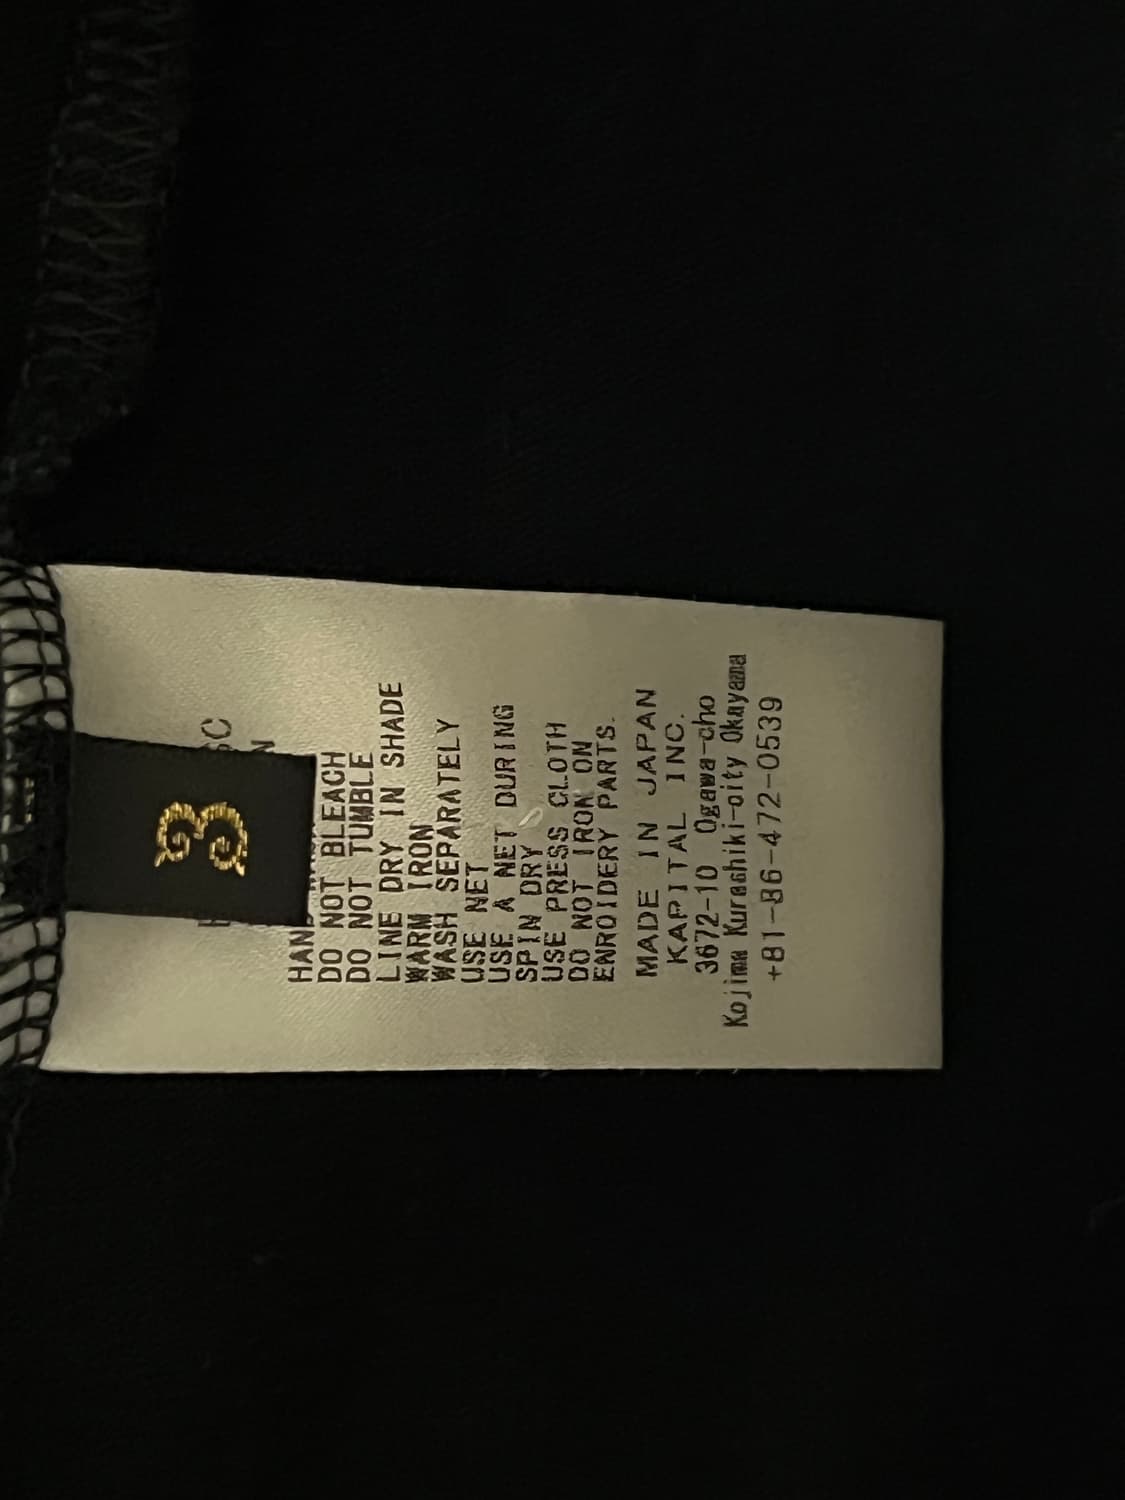 3
DO NOT BLEACH
DO NOT TUMBLE
LINE DRY IN SHADE
WARM IRON
WASH SEPARATELY
USE NET
USE A NET DURING
SPIN DRY
USE PRESS CLOTH
DO NOT IRON ON
ENROIDERY PARTS.
MADE IN JAPAN
KAPITAL INC.
3672-10 Ogawa-cho
Kojima Kurashiki-city Okayama
+81-86-472-0539